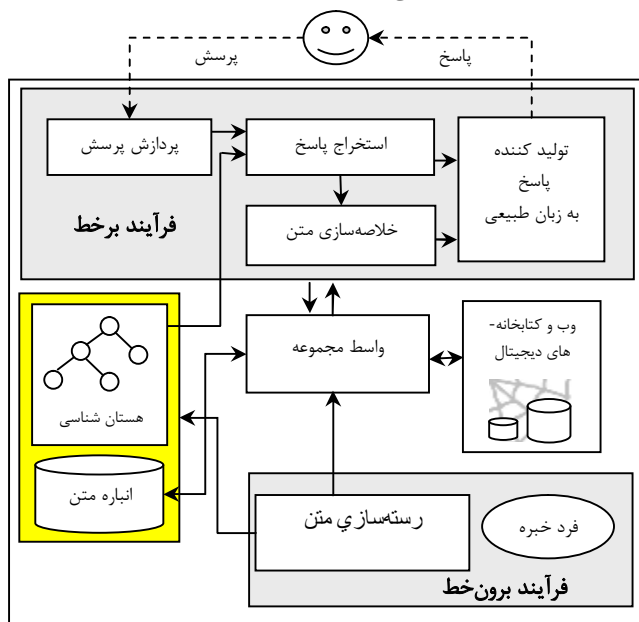 پرسش
پاسخ
پردازش پرسش
استخراج پاسخ
تولید کننده
پاسخ
به زبان طبیعی
خلاصه‌سازی متن
فرآیند برخط
واسط مجموعه
وب و کتابخانه-
های دیجیتال
هستان شناسی
انباره متن
رسته‌سازي متن
فرد خبره
فرآیند برون‌خط